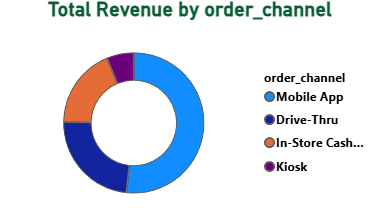 Total Revenue by order_channel
order_channel
Mobile App
Drive-Thru
In-Store Cash...
Kiosk